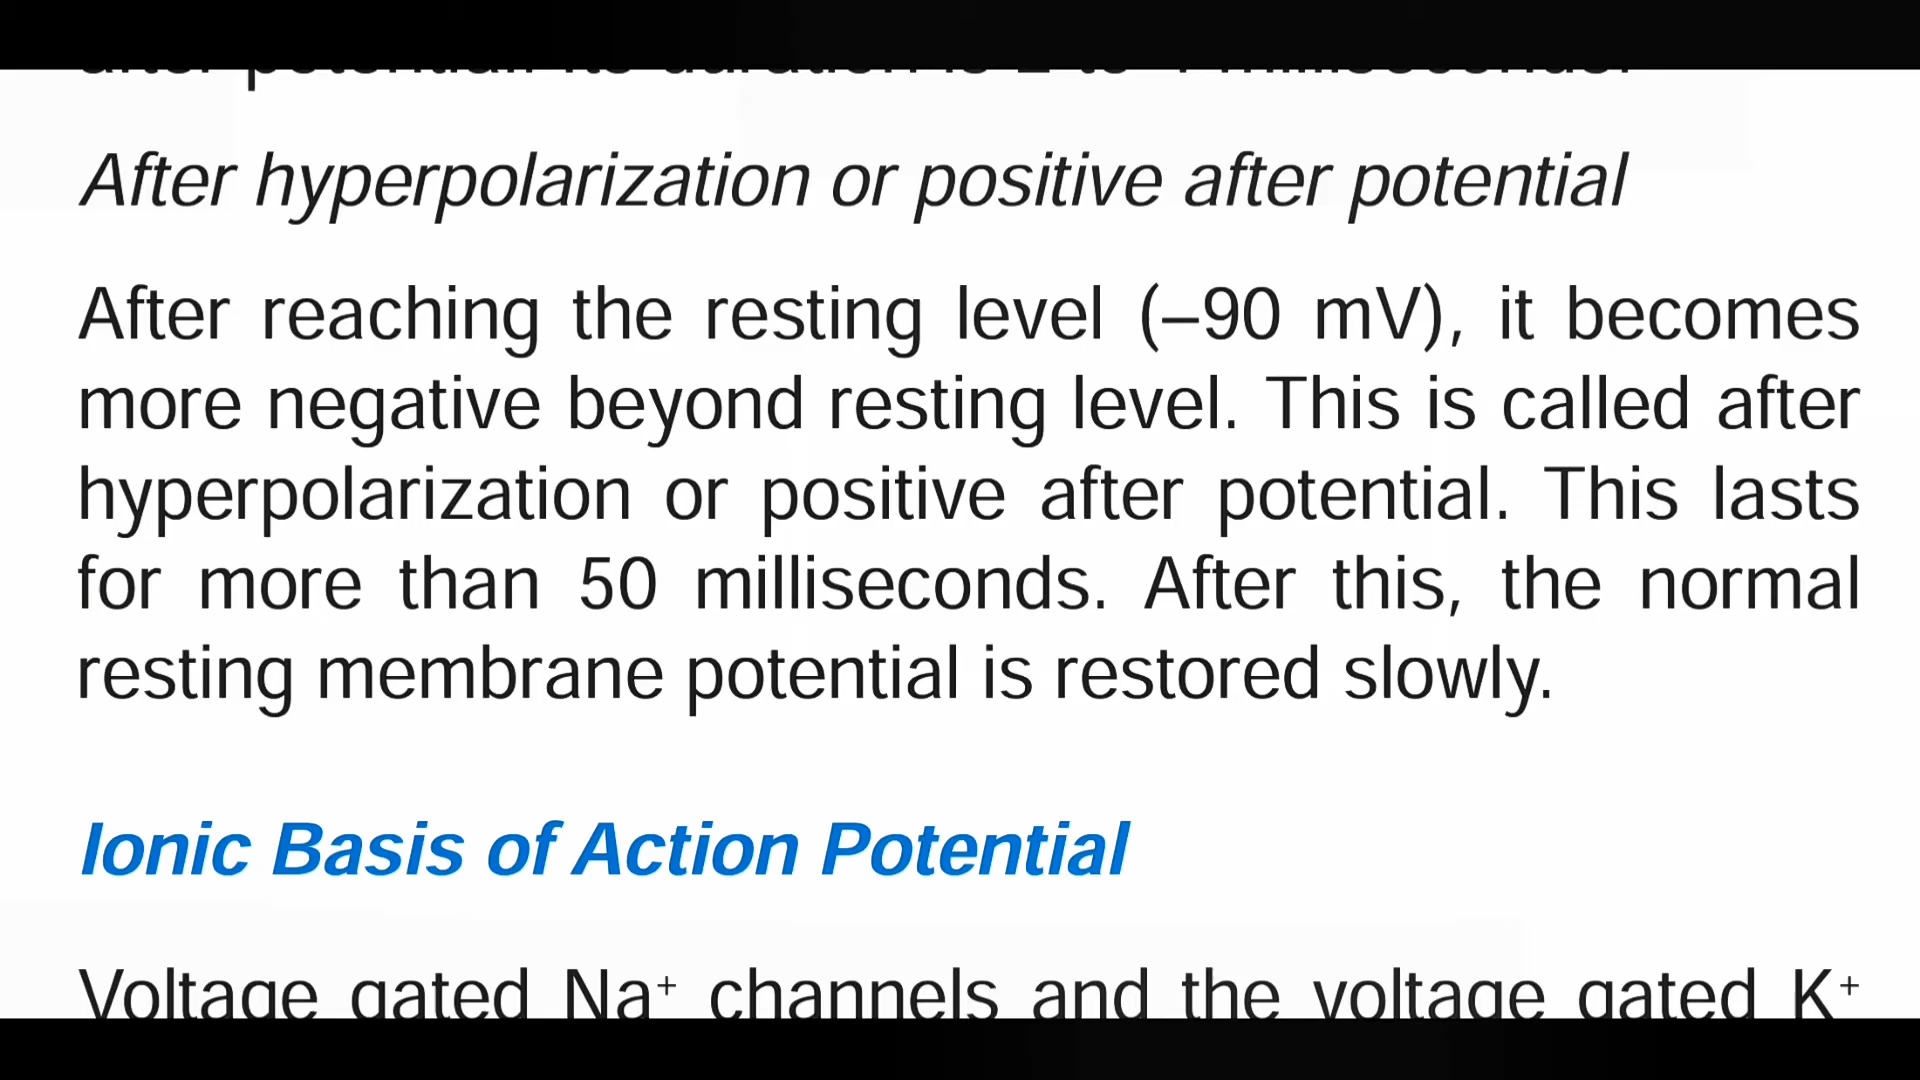 After hyperpolarization or positive after potential
After reaching the resting level (–90 mV), it becomes
more negative beyond resting level. This is called after
hyperpolarization or positive after potential. This lasts
for more than 50 milliseconds. After this, the normal
resting membrane potential is restored slowly.
Ionic Basis of Action Potential
Voltage gated Na⁺ channels and the voltage gated K⁺